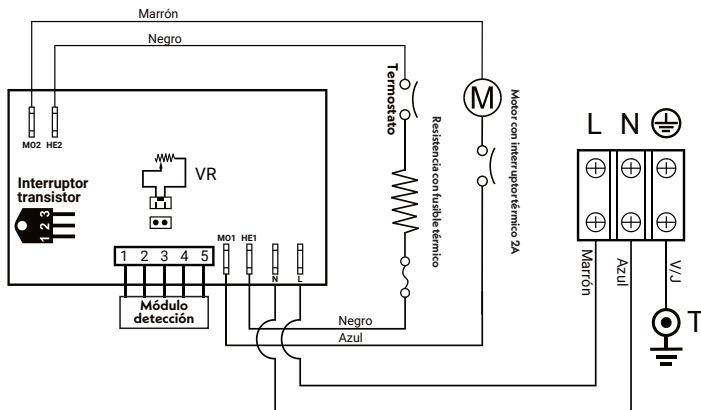 Marrón
Negro
MO2
HE2
Interruptor
transistor
1 2 3
VR
1 2 3 4 5
Módulo
detección
MO1
HE1
N
L
Termostato
Resistencia con fusible térmico
M
Motor con interruptor térmico 2A
Negro
Azul
L N
Marrón
Azul
V/J
T